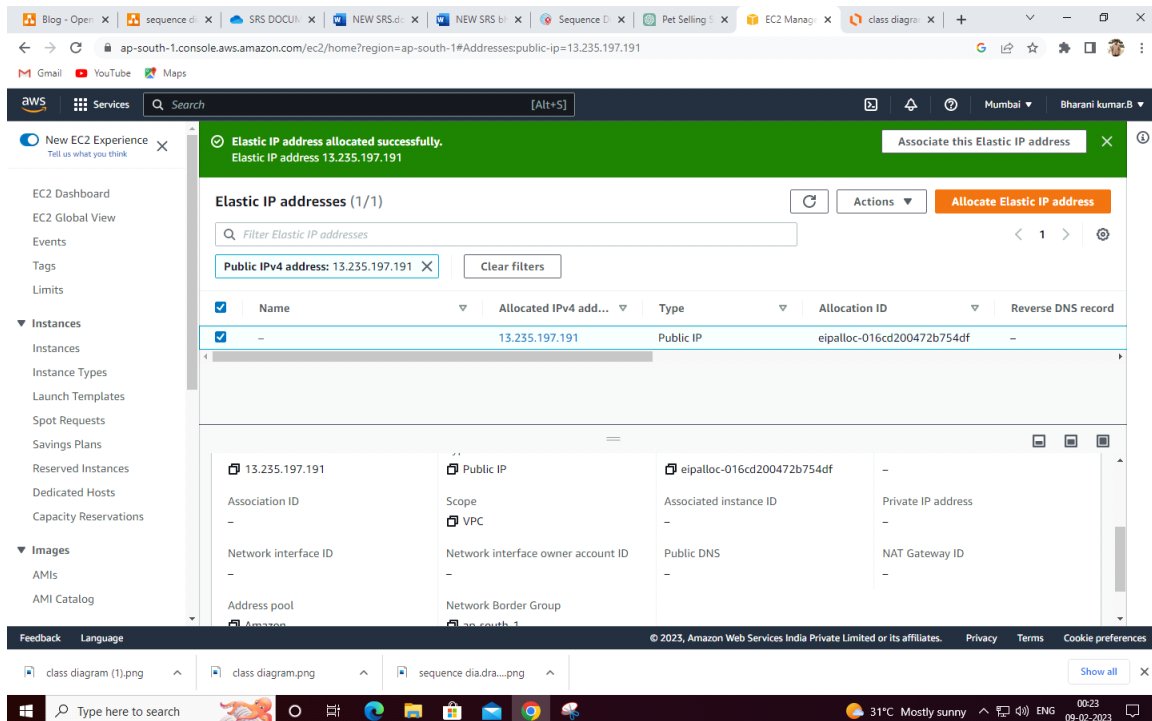 Blog - Open
sequence di
SRS DOCUM
NEW SRS.do
NEW SRS bh
Sequence D
Pet Selling S
EC2 Manage
class diagram
ap-south-1.console.aws.amazon.com/ec2/home?region=ap-south-1#Addresses:public-ip=13.235.197.191
Gmail YouTube Maps
aws Services Search [Alt+S] Mumbai ▼ Bharani kumar.B ▼
New EC2 Experience
Tell us what you think
EC2 Dashboard
EC2 Global View
Events
Tags
Limits
▼ Instances
Instances
Instance Types
Launch Templates
Spot Requests
Savings Plans
Reserved Instances
Dedicated Hosts
Capacity Reservations
▼ Images
AMIs
AMI Catalog
Elastic IP address allocated successfully.
Elastic IP address 13.235.197.191
Associate this Elastic IP address
Elastic IP addresses (1/1)
Actions ▼
Allocate Elastic IP address
Filter Elastic IP addresses
1
Public IPv4 address: 13.235.197.191
Clear filters
Name Allocated IPv4 add... Type Allocation ID Reverse DNS record
– 13.235.197.191 Public IP eipalloc-016cd200472b754df –
13.235.197.191 Public IP eipalloc-016cd200472b754df –
Association ID Scope Associated instance ID Private IP address
– VPC – –
Network interface ID Network interface owner account ID Public DNS NAT Gateway ID
– – – –
Address pool Network Border Group
Amazon ap-south-1
Feedback Language © 2023, Amazon Web Services India Private Limited or its affiliates. Privacy Terms Cookie preferences
class diagram (1).png class diagram.png sequence dia.dra....png Show all
Type here to search 31°C Mostly sunny ENG 00:23
09-02-2023